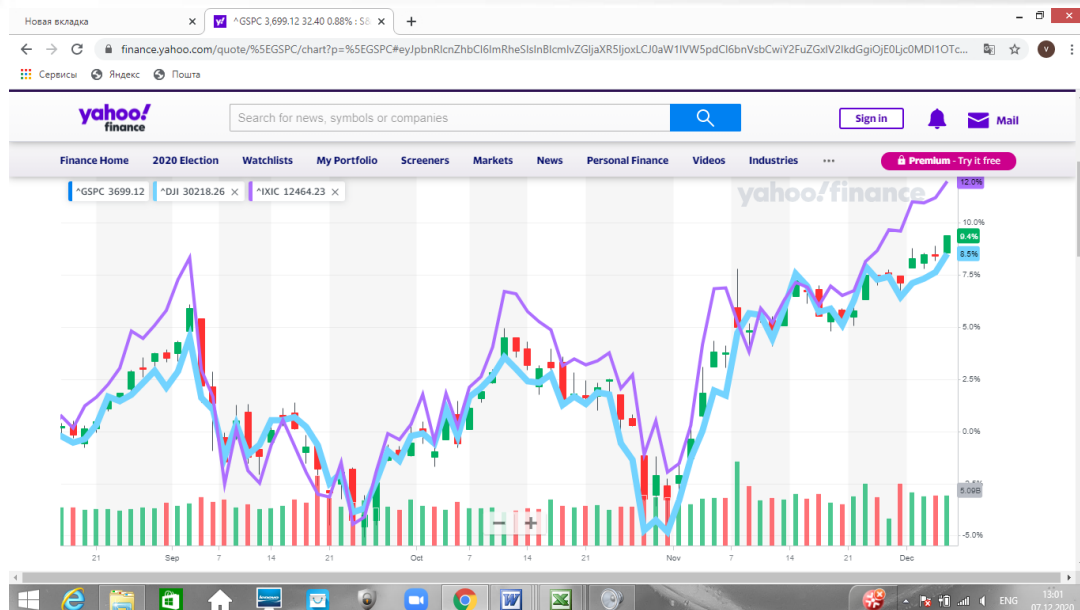 Новая вкладка
^GSPC 3,699.12 32.40 0.88% : S&
finance.yahoo.com/quote/%5EGSPC/chart?p=%5EGSPC#
Сервисы Яндекс Почта
yahoo! finance
Search for news, symbols or companies
Sign in
Mail
Finance Home 2020 Election Watchlists My Portfolio Screeners Markets News Personal Finance Videos Industries ... Premium - Try it free
^GSPC 3699.12 ^DJI 30218.26 ^IXIC 12464.23
yahoo!finance
12.0%
10.0%
9.4%
8.5%
7.5%
5.0%
2.5%
0.0%
5.09B
-5.0%
21 Sep 7 14 21 Oct 7 14 21 Nov 7 14 21 Dec
ENG
13:01
07.12.2020